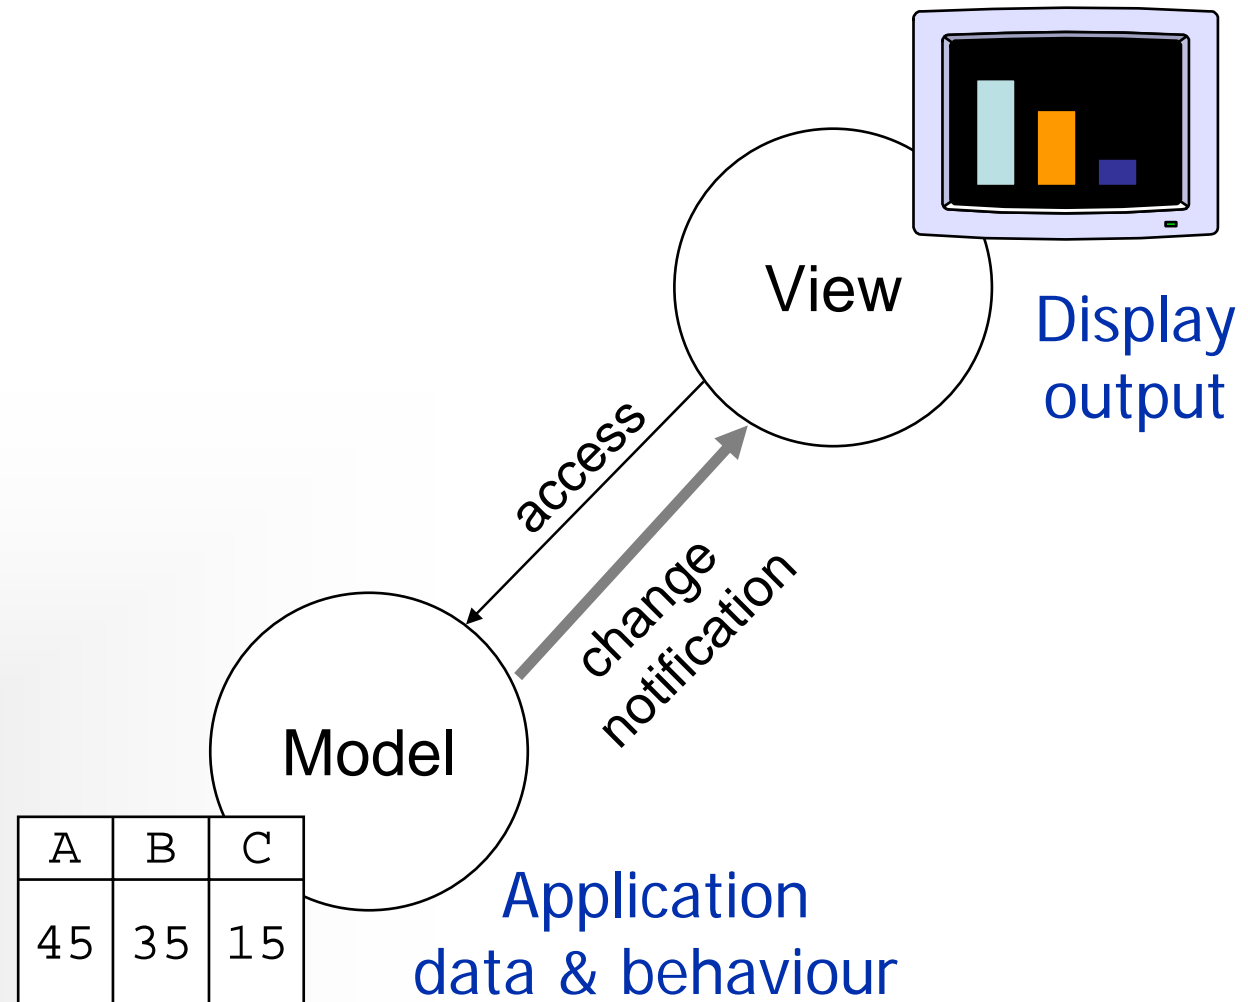 View
Display
output
access
change
notification
Model
A B C
45 35 15
Application
data & behaviour